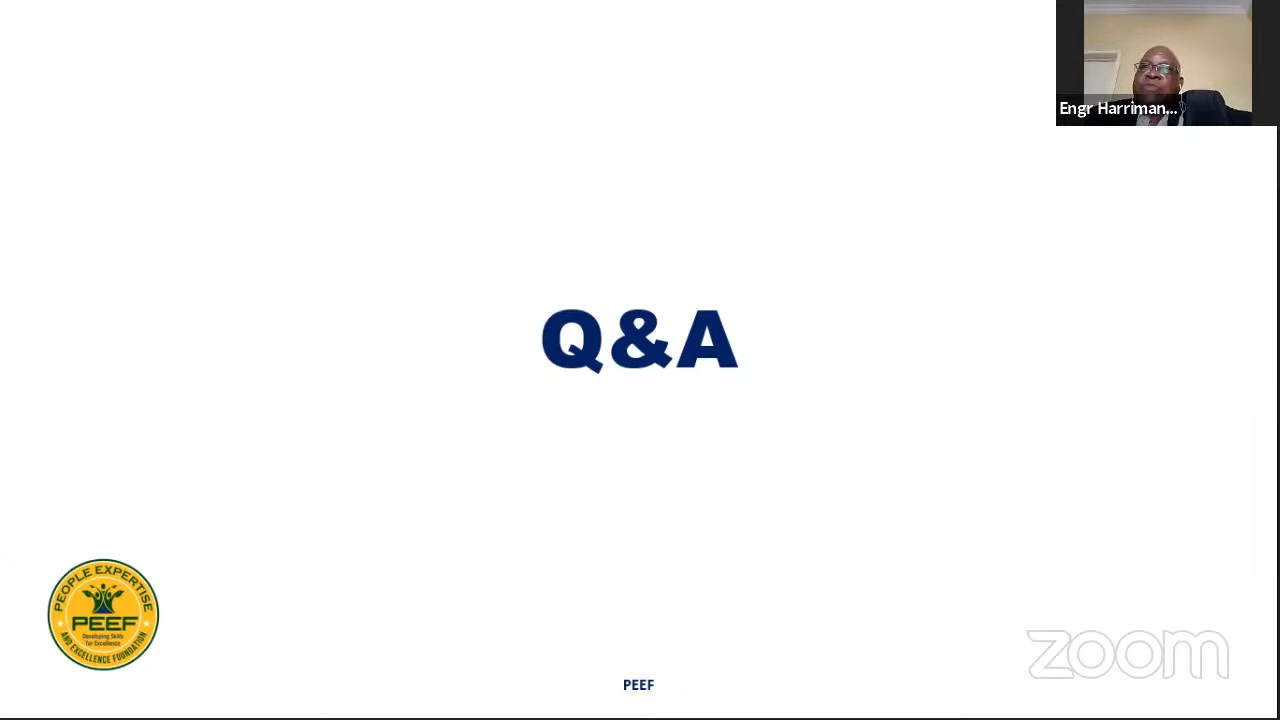 Engr Harriman...
Q&A
PEOPLE EXPERTISE
PEEF
Developing Skills
for Excellence
AND EXCELLENCE FOUNDATION
zoom
PEEF